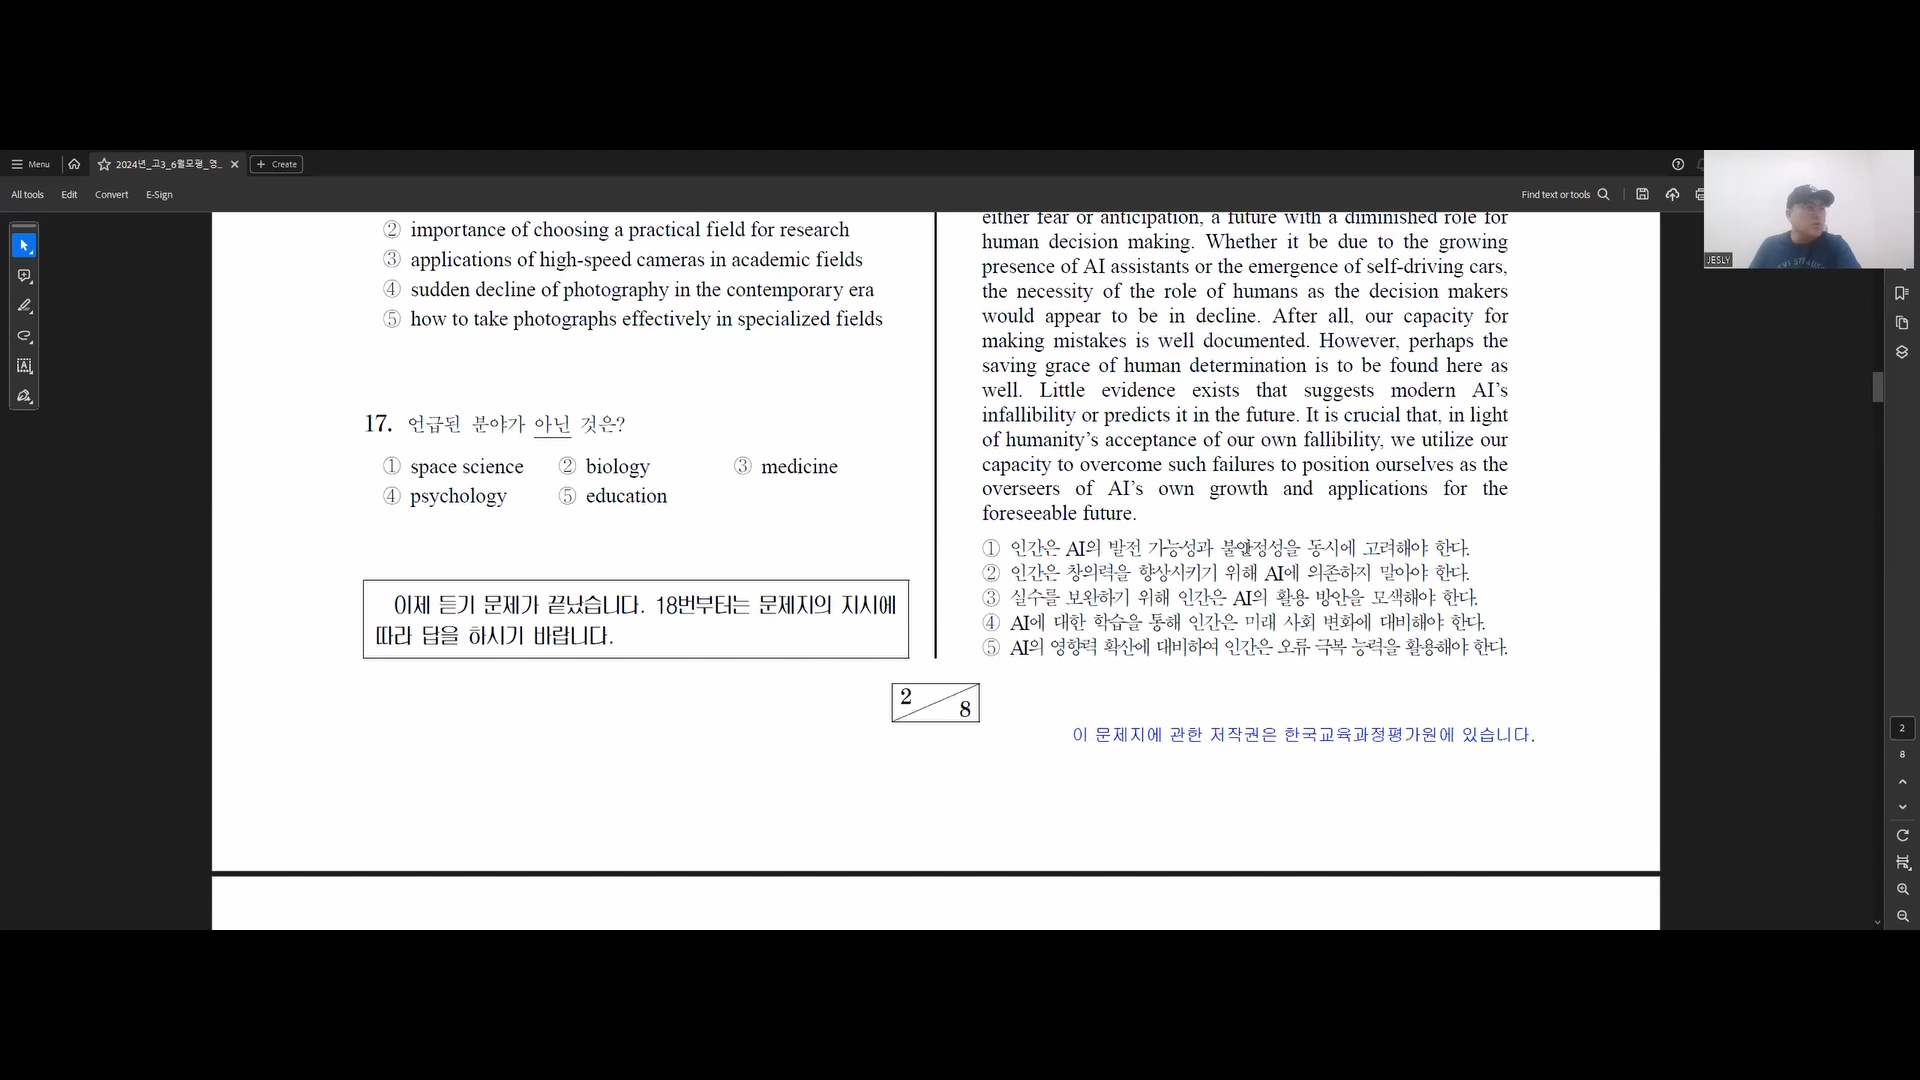 Menu
2024년_고3_6월모평_영...
Create
All tools
Edit
Convert
E-Sign
Find text or tools
JESLY
② importance of choosing a practical field for research
③ applications of high-speed cameras in academic fields
④ sudden decline of photography in the contemporary era
⑤ how to take photographs effectively in specialized fields
17. 언급된 분야가 아닌 것은?
① space science ② biology ③ medicine
④ psychology ⑤ education
이제 듣기 문제가 끝났습니다. 18번부터는 문제지의 지시에
따라 답을 하시기 바랍니다.
either fear or anticipation, a future with a diminished role for
human decision making. Whether it be due to the growing
presence of AI assistants or the emergence of self-driving cars,
the necessity of the role of humans as the decision makers
would appear to be in decline. After all, our capacity for
making mistakes is well documented. However, perhaps the
saving grace of human determination is to be found here as
well. Little evidence exists that suggests modern AI's
infallibility or predicts it in the future. It is crucial that, in light
of humanity's acceptance of our own fallibility, we utilize our
capacity to overcome such failures to position ourselves as the
overseers of AI's own growth and applications for the
foreseeable future.
① 인간은 AI의 발전 가능성과 불안정성을 동시에 고려해야 한다.
② 인간은 창의력을 향상시키기 위해 AI에 의존하지 말아야 한다.
③ 실수를 보완하기 위해 인간은 AI의 활용 방안을 모색해야 한다.
④ AI에 대한 학습을 통해 인간은 미래 사회 변화에 대비해야 한다.
⑤ AI의 영향력 확산에 대비하여 인간은 오류 극복 능력을 활용해야 한다.
2
8
이 문제지에 관한 저작권은 한국교육과정평가원에 있습니다.
2
8